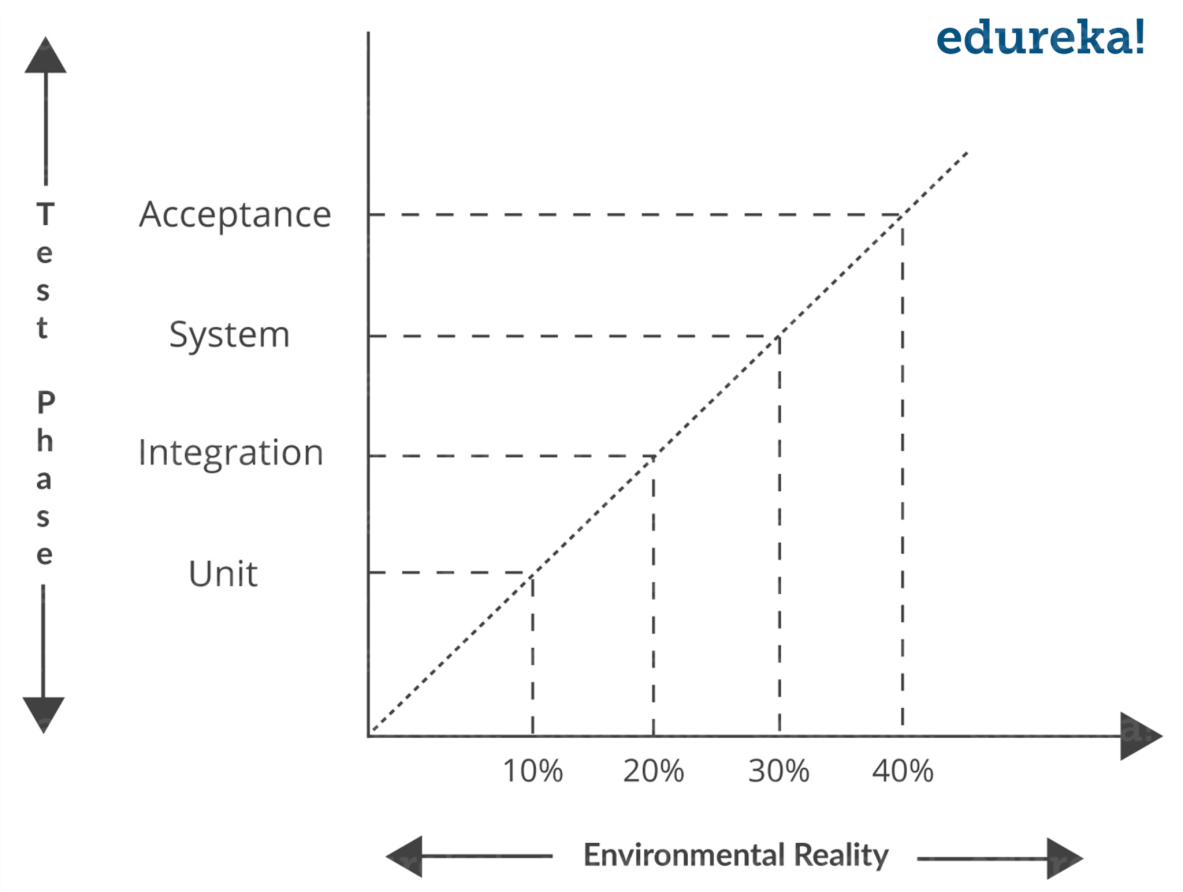 edureka!
Test Phase
Acceptance
System
Integration
Unit
10% 20% 30% 40%
Environmental Reality